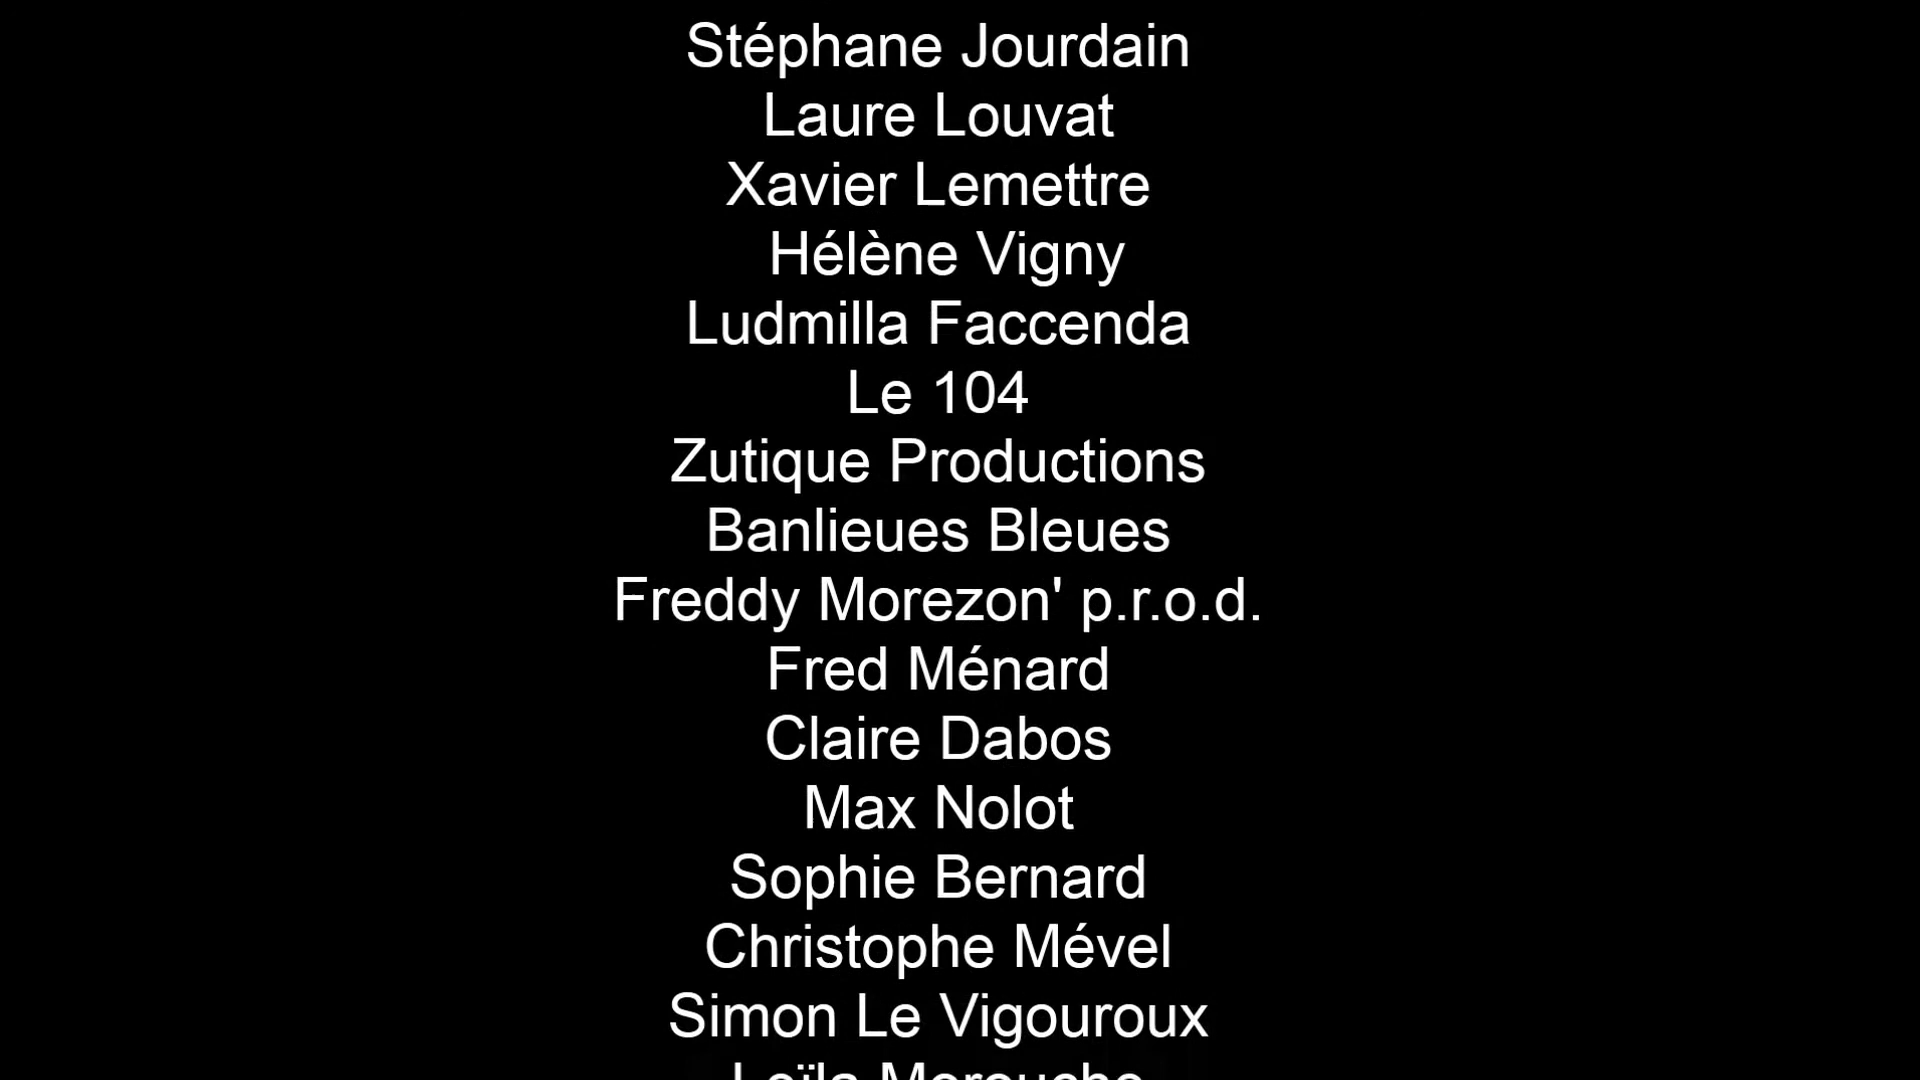 Stéphane Jourdain
Laure Louvat
Xavier Lemettre
Hélène Vigny
Ludmilla Faccenda
Le 104
Zutique Productions
Banlieues Bleues
Freddy Morezon' p.r.o.d.
Fred Ménard
Claire Dabos
Max Nolot
Sophie Bernard
Christophe Mével
Simon Le Vigouroux
Leïla